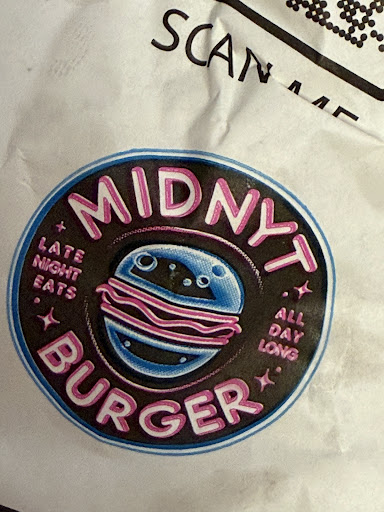 SCAN ME
MIDNYT
LATE
NIGHT
EATS
ALL
DAY
LONG
BURGER